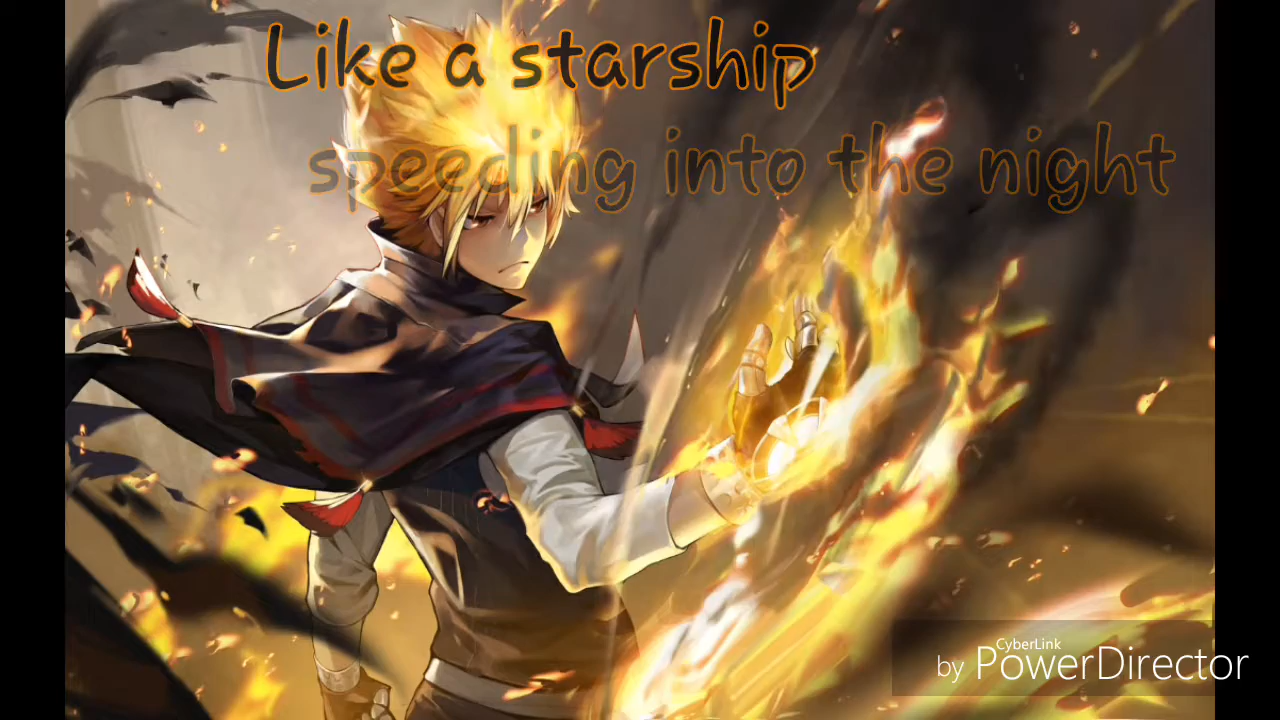 Like a starship
speeding into the night
CyberLink
by PowerDirector